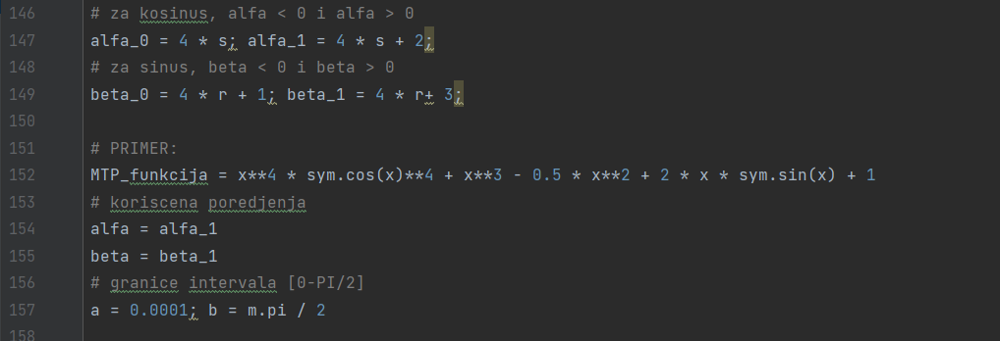 146 # za kosinus, alfa < 0 i alfa > 0
147 alfa_0 = 4 * s; alfa_1 = 4 * s + 2;
148 # za sinus, beta < 0 i beta > 0
149 beta_0 = 4 * r + 1; beta_1 = 4 * r+ 3;
150
151 # PRIMER:
152 MTP_funkcija = x**4 * sym.cos(x)**4 + x**3 - 0.5 * x**2 + 2 * x * sym.sin(x) + 1
153 # koriscena poredjenja
154 alfa = alfa_1
155 beta = beta_1
156 # granice intervala [0-PI/2]
157 a = 0.0001; b = m.pi / 2
158